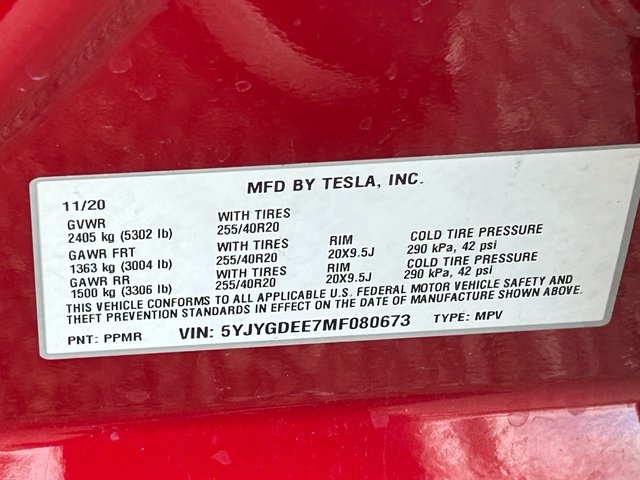 MFD BY TESLA, INC.
11/20
GVWR WITH TIRES
2405 kg (5302 lb) 255/40R20
GAWR FRT WITH TIRES RIM COLD TIRE PRESSURE
1363 kg (3004 lb) 255/40R20 20X9.5J 290 kPa, 42 psi
GAWR RR WITH TIRES RIM COLD TIRE PRESSURE
1500 kg (3306 lb) 255/40R20 20X9.5J 290 kPa, 42 psi
THIS VEHICLE CONFORMS TO ALL APPLICABLE U.S. FEDERAL MOTOR VEHICLE SAFETY AND
THEFT PREVENTION STANDARDS IN EFFECT ON THE DATE OF MANUFACTURE SHOWN ABOVE.
PNT: PPMR VIN: 5YJYGDEE7MF080673 TYPE: MPV